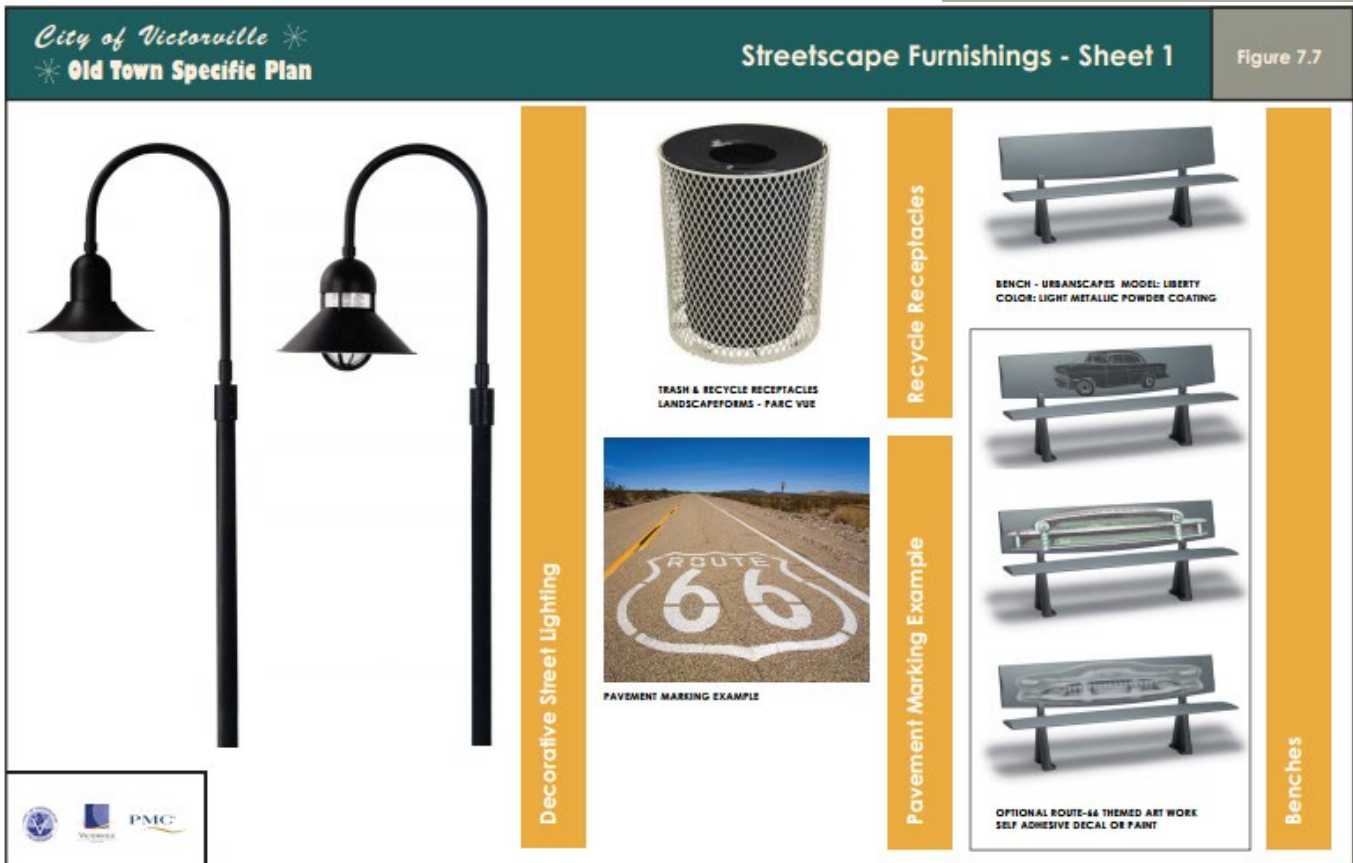 City of Victorville
Old Town Specific Plan
Streetscape Furnishings - Sheet 1
Figure 7.7
Decorative Street Lighting
TRASH & RECYCLE RECEPTACLES
LANDSCAPEFORMS - PARC VUE
Recycle Receptacles
ROUTE
66
PAVEMENT MARKING EXAMPLE
Pavement Marking Example
BENCH - URBANSCAPES MODEL: LIBERTY
COLOR: LIGHT METALLIC POWDER COATING
OPTIONAL ROUTE-66 THEMED ART WORK
SELF ADHESIVE DECAL OR PAINT
Benches
VICTORVILLE
PMC